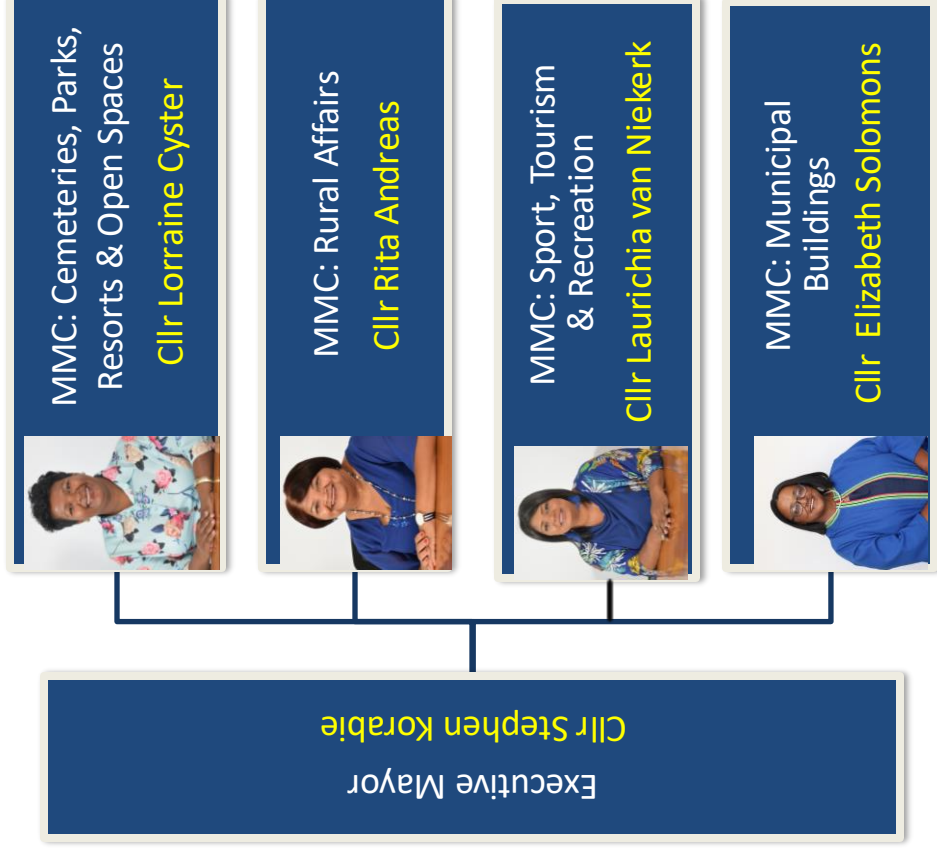 Executive Mayor
Cllr Stephen Korabie
MMC: Cemeteries, Parks,
Resorts & Open Spaces
Cllr Lorraine Cyster
MMC: Rural Affairs
Cllr Rita Andreas
MMC: Sport, Tourism
& Recreation
Cllr Laurichia van Niekerk
MMC: Municipal
Buildings
Cllr Elizabeth Solomons